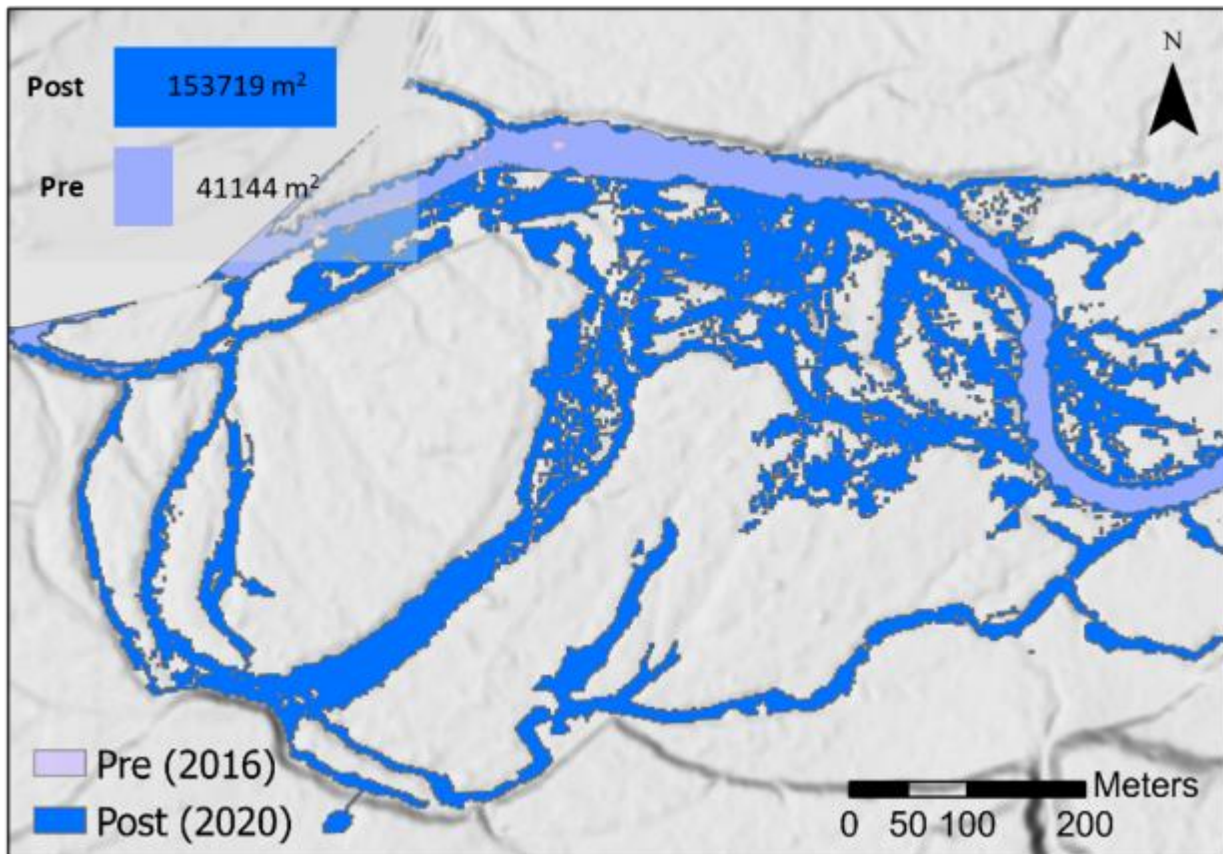 Post 153719 m²
N
Pre 41144 m²
Pre (2016)
Post (2020)
Meters
0 50 100 200